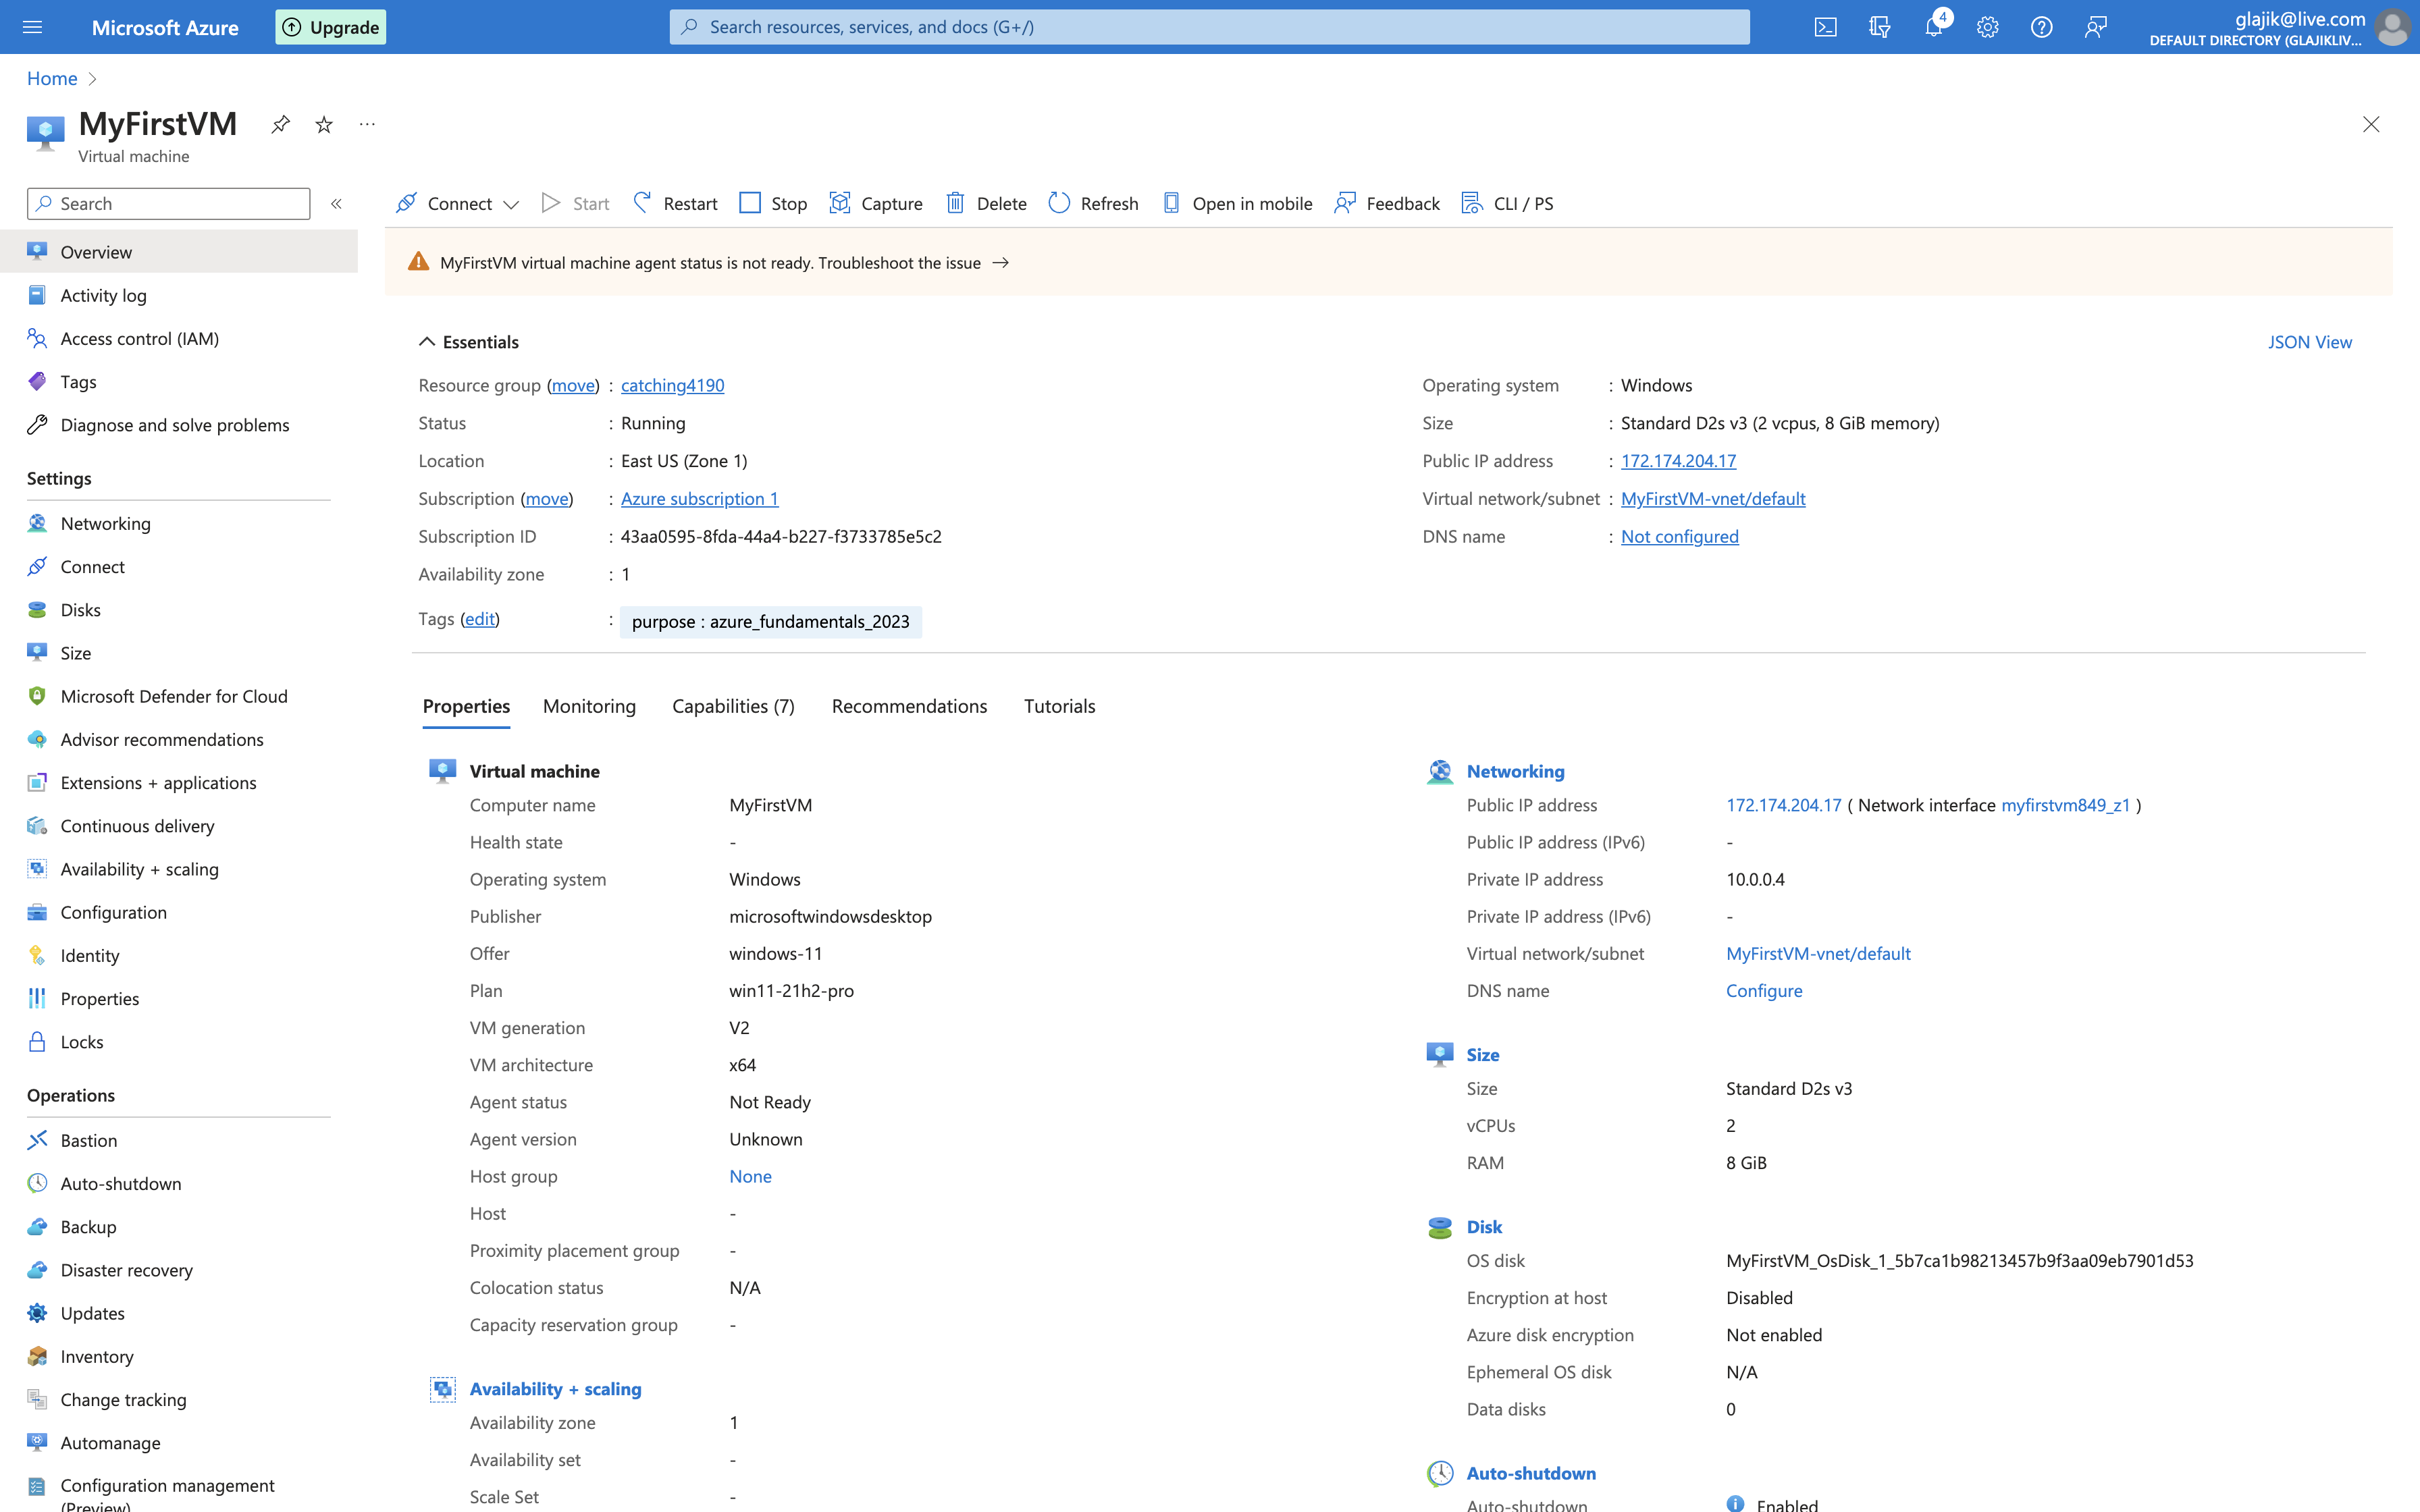 Microsoft Azure
Upgrade
Search resources, services, and docs (G+/)
4
glajik@live.com
DEFAULT DIRECTORY (GLAJIKLIV...
Home
MyFirstVM
Virtual machine
Search
Connect
Start
Restart
Stop
Capture
Delete
Refresh
Open in mobile
Feedback
CLI / PS
Overview
Activity log
Access control (IAM)
Tags
Diagnose and solve problems
Settings
Networking
Connect
Disks
Size
Microsoft Defender for Cloud
Advisor recommendations
Extensions + applications
Continuous delivery
Availability + scaling
Configuration
Identity
Properties
Locks
Operations
Bastion
Auto-shutdown
Backup
Disaster recovery
Updates
Inventory
Change tracking
Automanage
Configuration management
(Preview)
MyFirstVM virtual machine agent status is not ready. Troubleshoot the issue →
Essentials
JSON View
Resource group (move) : catching4190
Status : Running
Location : East US (Zone 1)
Subscription (move) : Azure subscription 1
Subscription ID : 43aa0595-8fda-44a4-b227-f3733785e5c2
Availability zone : 1
Tags (edit) : purpose : azure_fundamentals_2023
Operating system : Windows
Size : Standard D2s v3 (2 vcpus, 8 GiB memory)
Public IP address : 172.174.204.17
Virtual network/subnet : MyFirstVM-vnet/default
DNS name : Not configured
Properties
Monitoring
Capabilities (7)
Recommendations
Tutorials
Virtual machine
Computer name MyFirstVM
Health state -
Operating system Windows
Publisher microsoftwindowsdesktop
Offer windows-11
Plan win11-21h2-pro
VM generation V2
VM architecture x64
Agent status Not Ready
Agent version Unknown
Host group None
Host -
Proximity placement group -
Colocation status N/A
Capacity reservation group -
Availability + scaling
Availability zone 1
Availability set -
Scale Set -
Networking
Public IP address 172.174.204.17 ( Network interface myfirstvm849_z1 )
Public IP address (IPv6) -
Private IP address 10.0.0.4
Private IP address (IPv6) -
Virtual network/subnet MyFirstVM-vnet/default
DNS name Configure
Size
Size Standard D2s v3
vCPUs 2
RAM 8 GiB
Disk
OS disk MyFirstVM_OsDisk_1_5b7ca1b98213457b9f3aa09eb7901d53
Encryption at host Disabled
Azure disk encryption Not enabled
Ephemeral OS disk N/A
Data disks 0
Auto-shutdown
Auto-shutdown Enabled